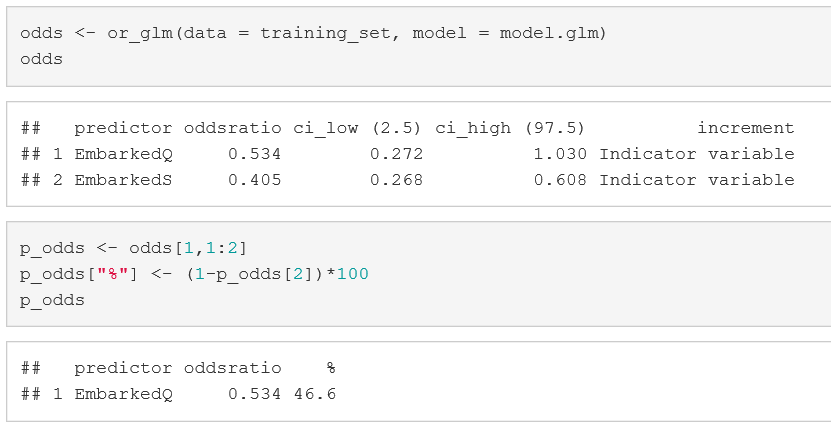 odds <- or_glm(data = training_set, model = model.glm)
odds
##   predictor oddsratio ci_low (2.5) ci_high (97.5)          increment
## 1 EmbarkedQ     0.534        0.272          1.030 Indicator variable
## 2 EmbarkedS     0.405        0.268          0.608 Indicator variable
p_odds <- odds[1,1:2]
p_odds["%"] <- (1-p_odds[2])*100
p_odds
##   predictor oddsratio    %
## 1 EmbarkedQ     0.534 46.6